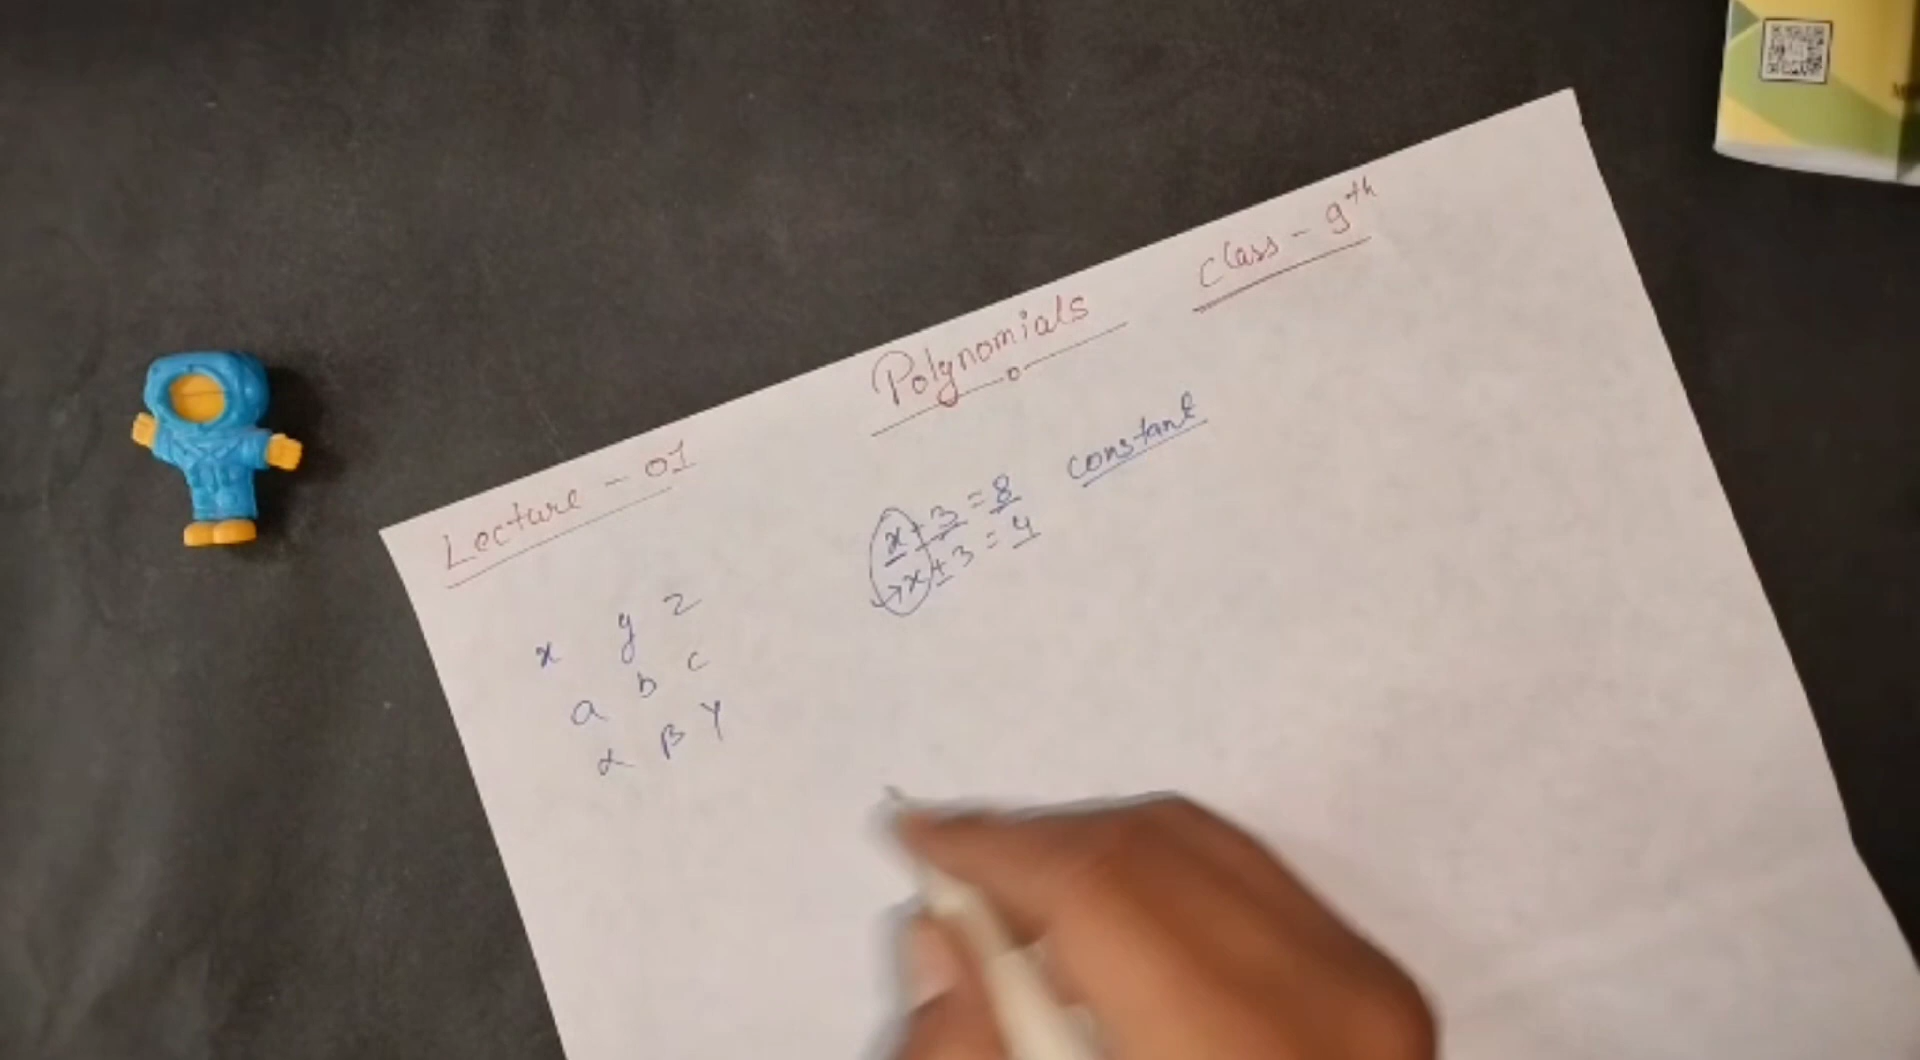 Lecture - 01
Polynomials
Class - 9th
x + 3 = 8 constant
→ x + 3 = 4
x y z
a b c
α β γ